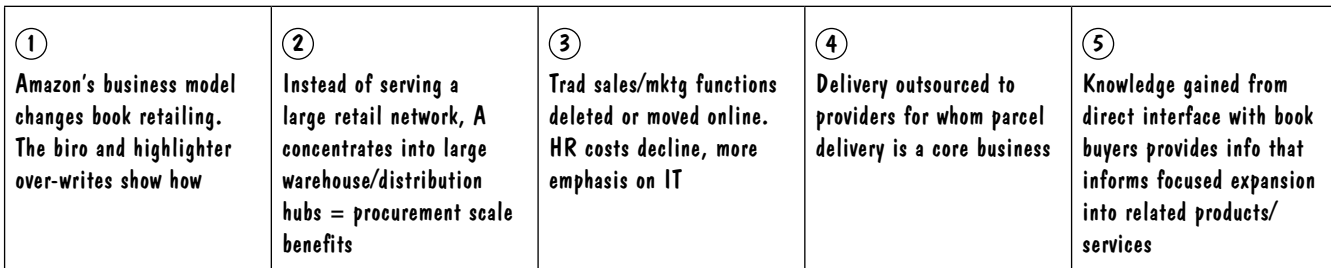 1
Amazon's business model
changes book retailing.
The biro and highlighter
over-writes show how
2
Instead of serving a
large retail network, A
concentrates into large
warehouse/distribution
hubs = procurement scale
benefits
3
Trad sales/mktg functions
deleted or moved online.
HR costs decline, more
emphasis on IT
4
Delivery outsourced to
providers for whom parcel
delivery is a core business
5
Knowledge gained from
direct interface with book
buyers provides info that
informs focused expansion
into related products/
services